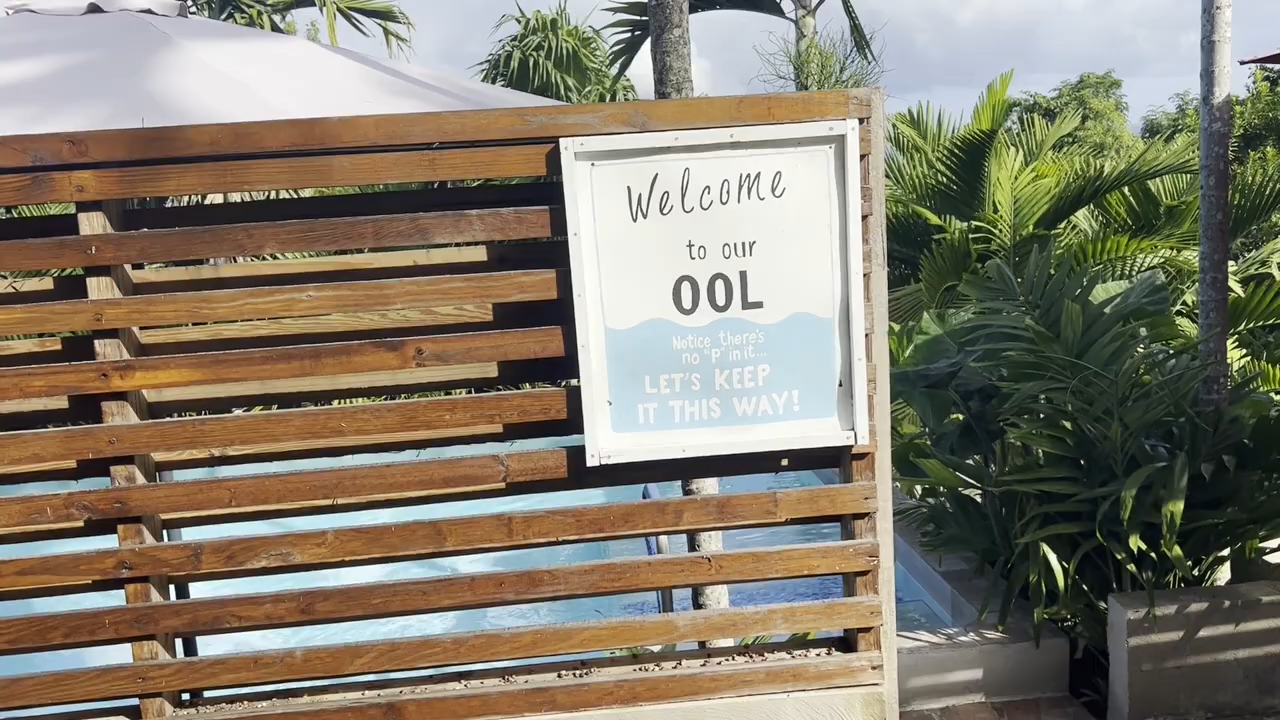 Welcome
to our
OOL
Notice there's
no "P" in it...
LET'S KEEP
IT THIS WAY!